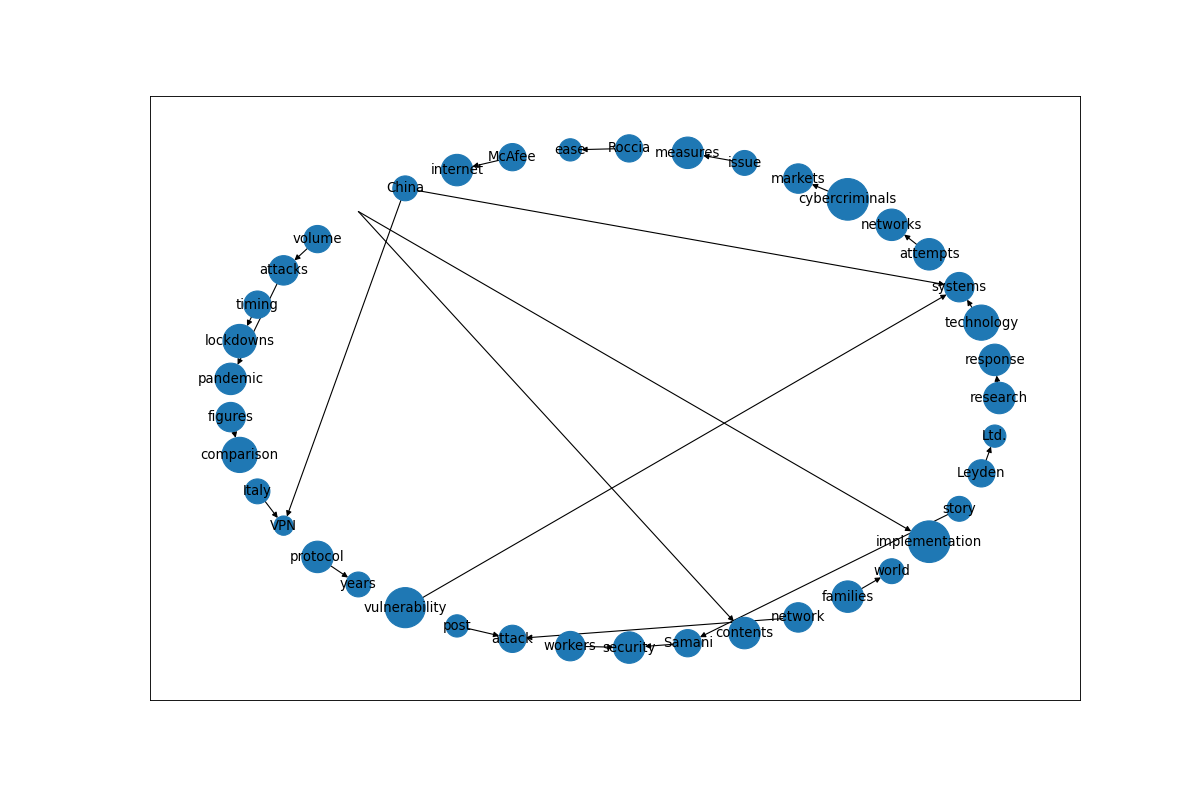 Roccia
ease
measures
McAfee
issue
internet
markets
China
cybercriminals
networks
volume
attempts
attacks
systems
timing
technology
lockdowns
response
pandemic
research
figures
Ltd.
comparison
Leyden
Italy
story
VPN
implementation
protocol
world
years
families
vulnerability
network
post
contents
attack
Samani
workers
security